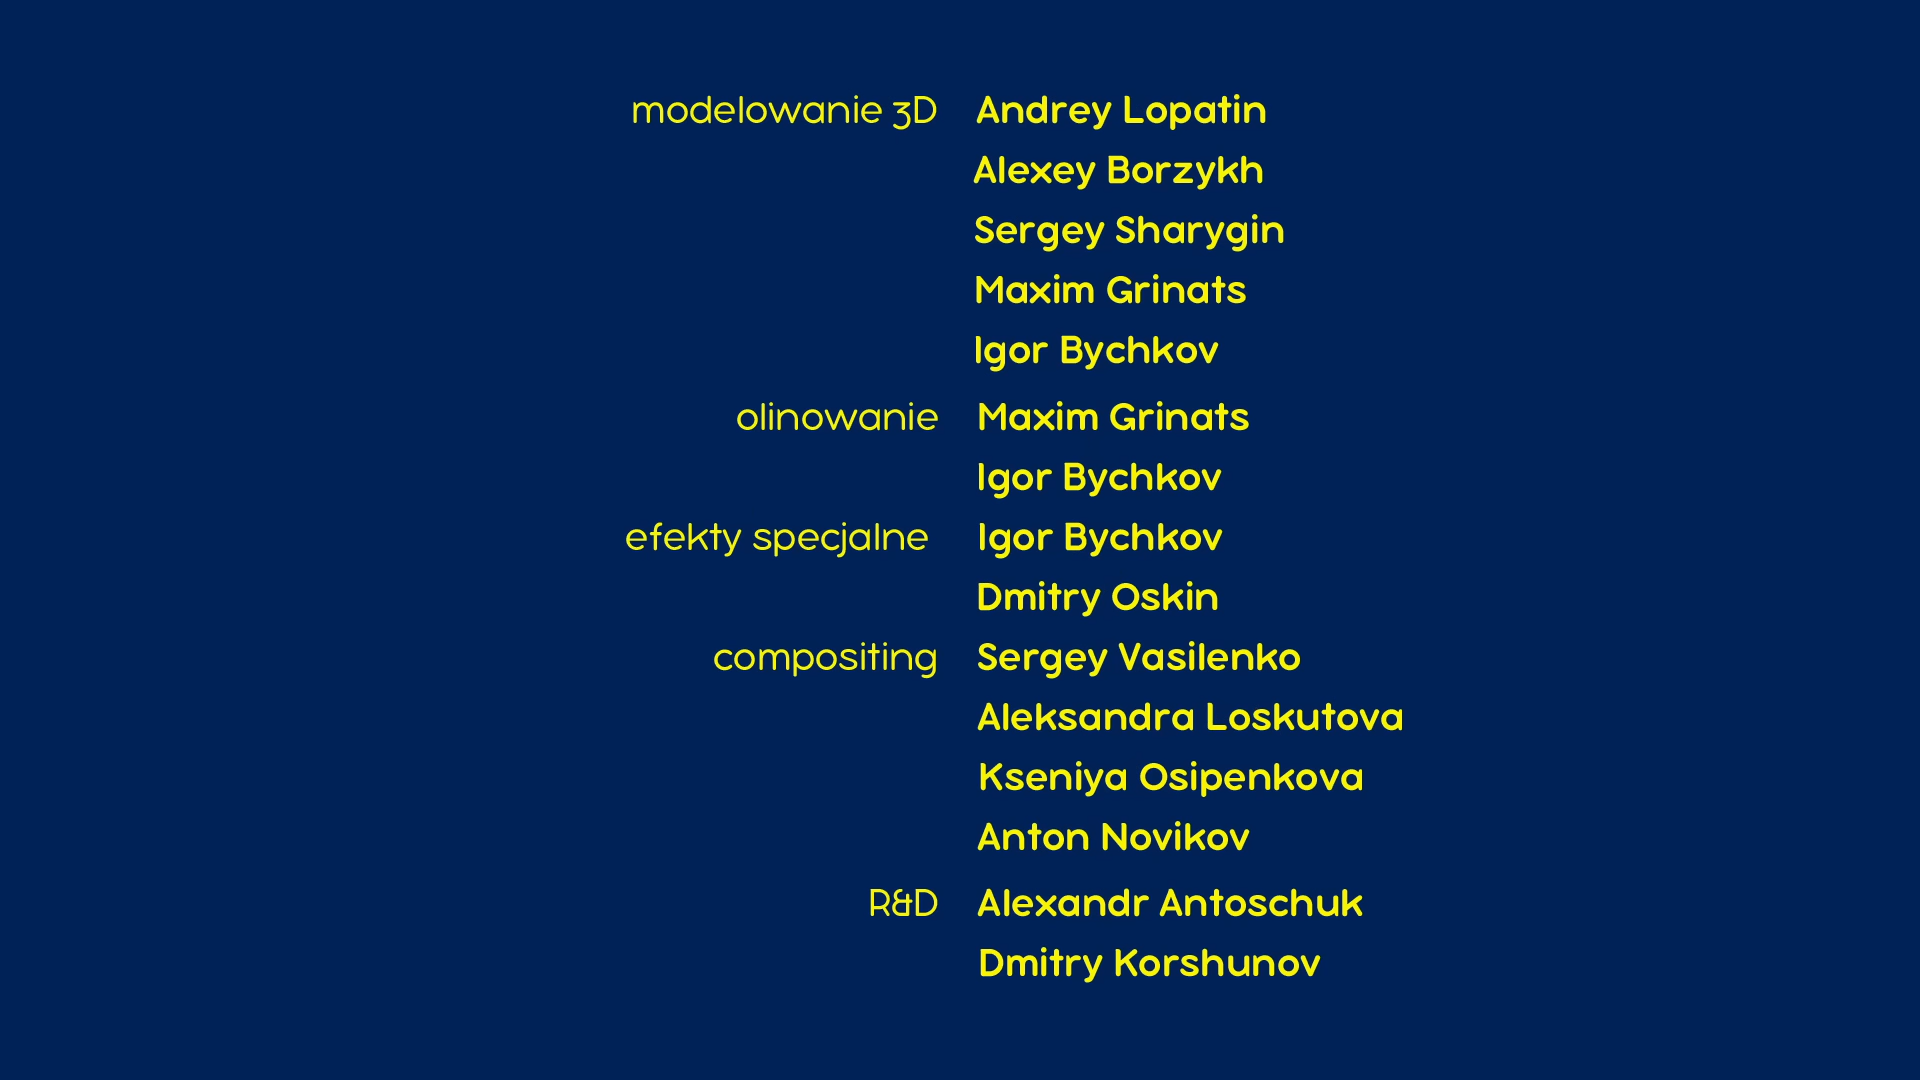 modelowanie 3D Andrey Lopatin
Alexey Borzykh
Sergey Sharygin
Maxim Grinats
Igor Bychkov
olinowanie Maxim Grinats
Igor Bychkov
efekty specjalne Igor Bychkov
Dmitry Oskin
compositing Sergey Vasilenko
Aleksandra Loskutova
Kseniya Osipenkova
Anton Novikov
R&D Alexandr Antoschuk
Dmitry Korshunov